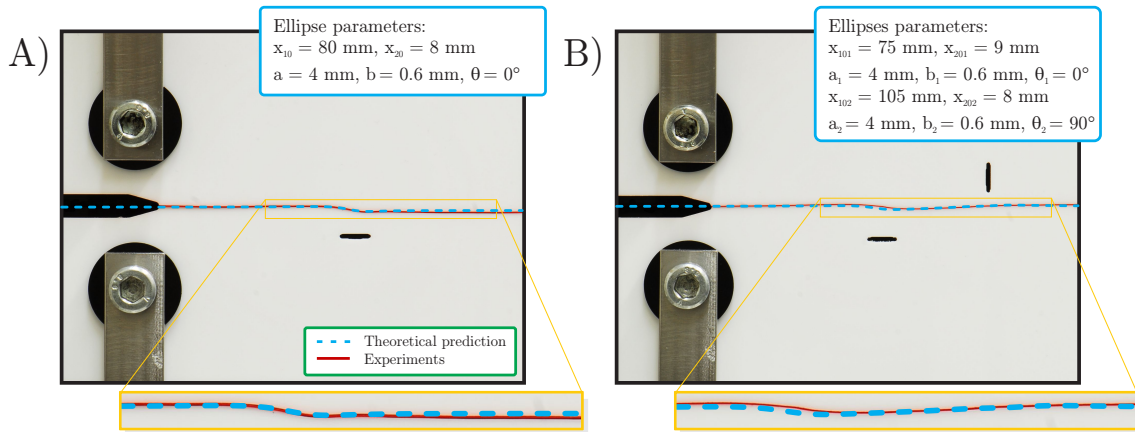 A)
Ellipse parameters:
x₁₀ = 80 mm, x₂₀ = 8 mm
a = 4 mm, b = 0.6 mm, θ = 0°
Theoretical prediction
Experiments
B)
Ellipses parameters:
x₁₀₁ = 75 mm, x₂₀₁ = 9 mm
a₁ = 4 mm, b₁ = 0.6 mm, θ₁ = 0°
x₁₀₂ = 105 mm, x₂₀₂ = 8 mm
a₂ = 4 mm, b₂ = 0.6 mm, θ₂ = 90°